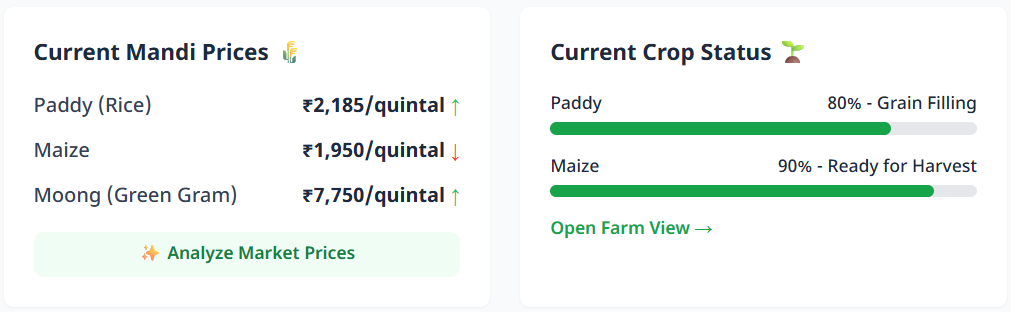 Current Mandi Prices 🌾
Paddy (Rice) ₹2,185/quintal ↑
Maize ₹1,950/quintal ↓
Moong (Green Gram) ₹7,750/quintal ↑
✨ Analyze Market Prices
Current Crop Status 🌱
Paddy 80% - Grain Filling
Maize 90% - Ready for Harvest
Open Farm View →